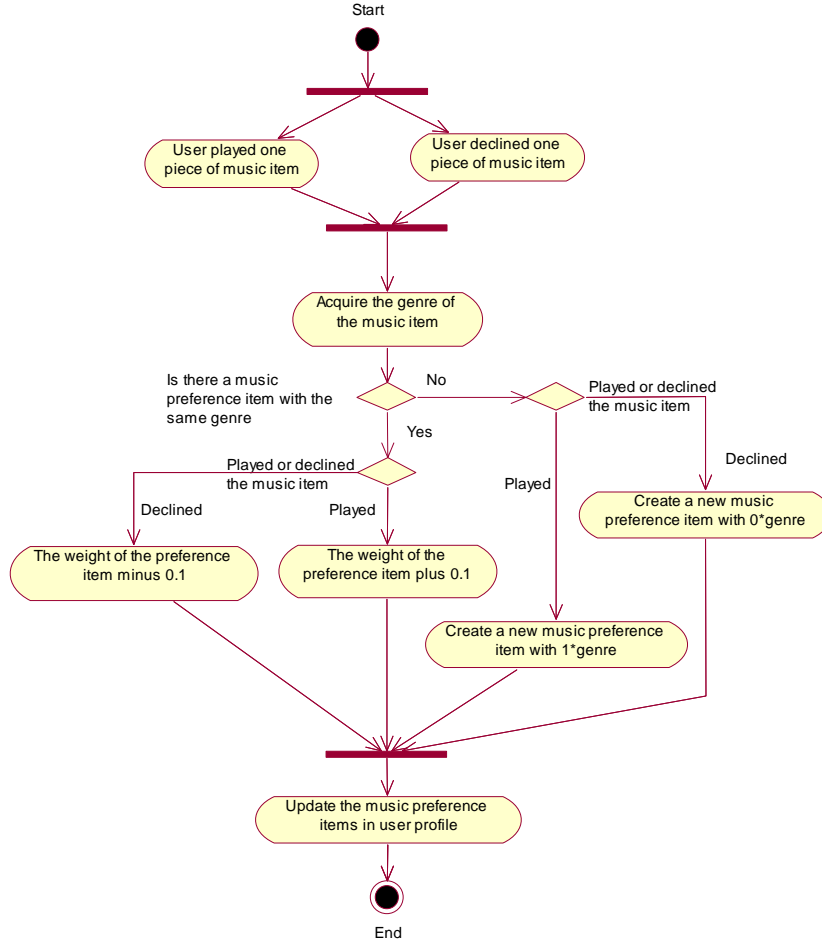 Start
User played one
piece of music item
User declined one
piece of music item
Acquire the genre of
the music item
Is there a music
preference item with the
same genre
No
Played or declined
the music item
Yes
Played or declined
the music item
Declined
Played
Played
Declined
Create a new music
preference item with 0*genre
The weight of the preference
item minus 0.1
The weight of the
preference item plus 0.1
Create a new music preference
item with 1*genre
Update the music preference
items in user profile
End